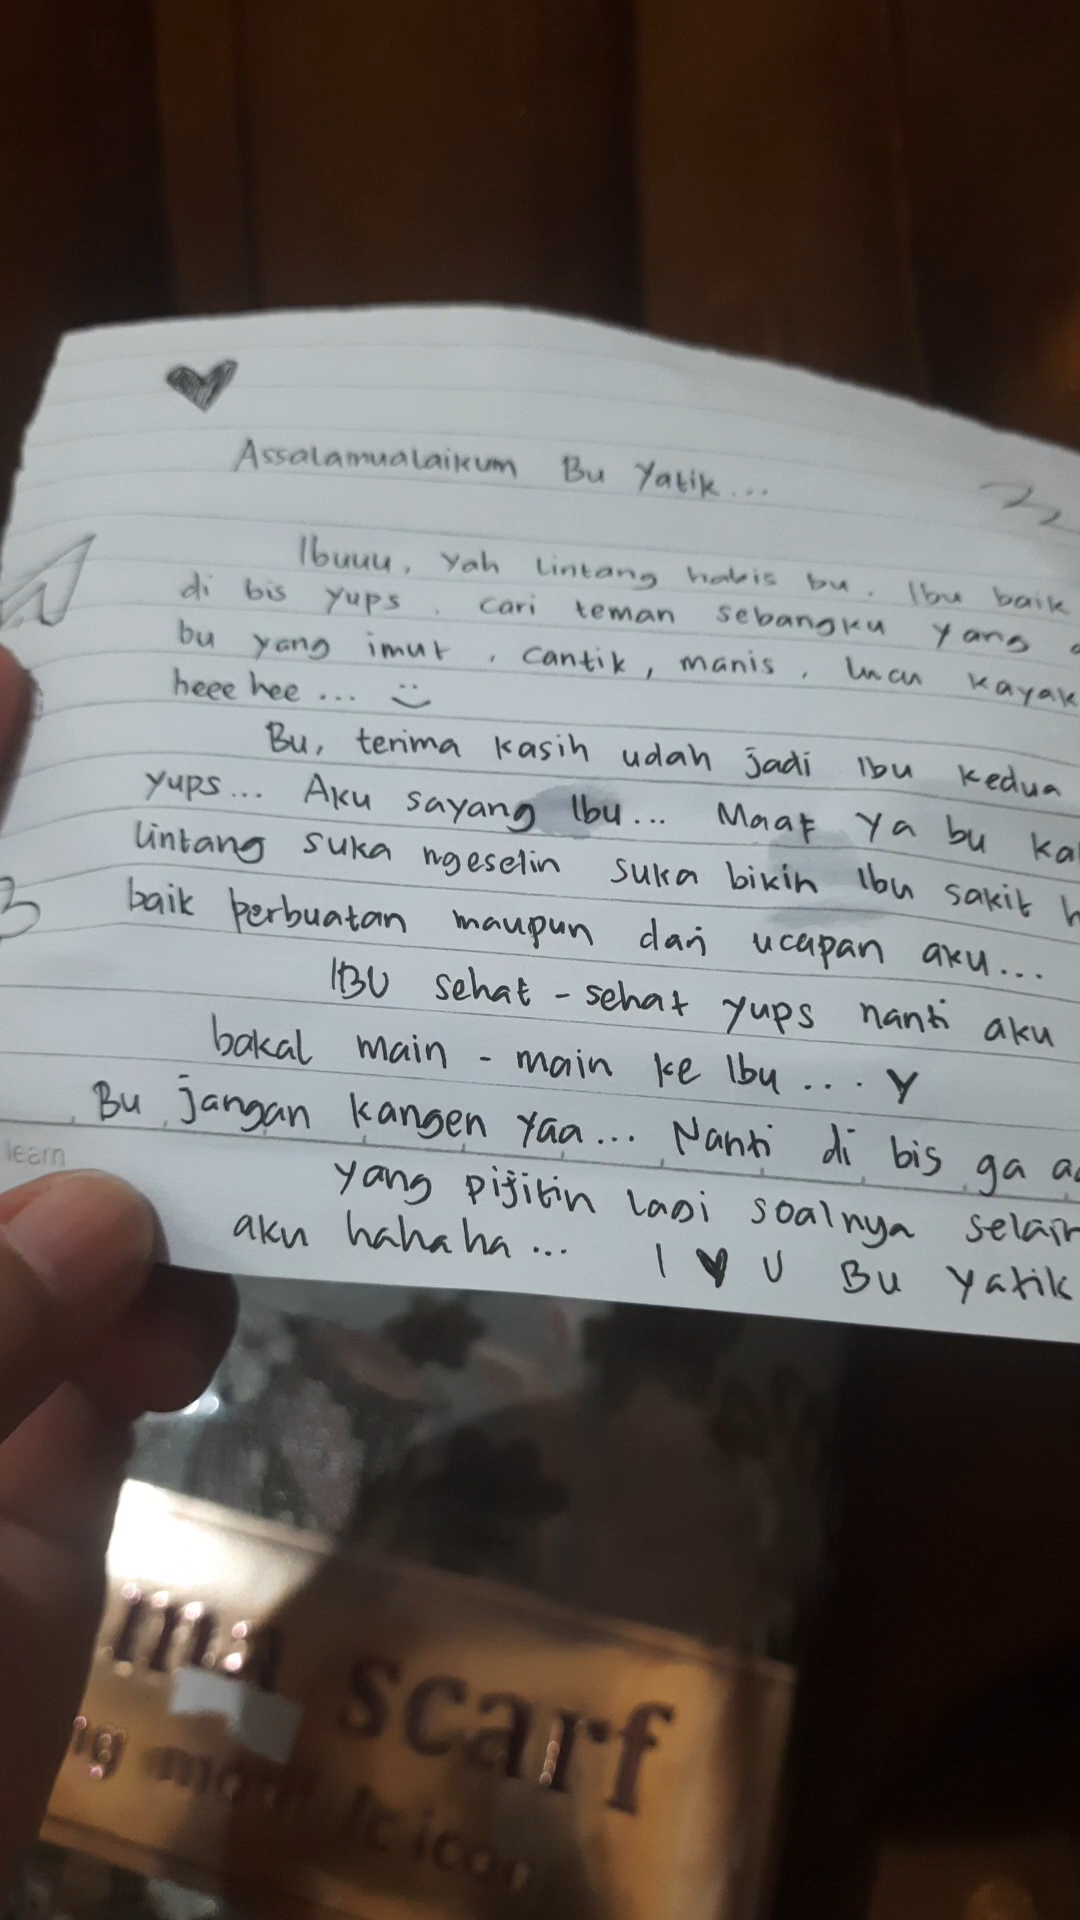 Assalamualaikum Bu Yatik...
Ibuuu, yah Lintang habis bu. Ibu baik
di bis yups. cari teman sebangku yang
bu yang imut, cantik, manis, kayak
heee hee ...
Bu, terima kasih udah jadi Ibu kedua
yups... Aku sayang Ibu... Maaf ya bu
Lintang suka ngeselin suka bikin Ibu sakit
baik perbuatan maupun dari ucapan aku...
IBU sehat-sehat yups nanti aku
bakal main-main ke Ibu...
Bu jangan kangen yaa... Nanti di bis ga
learn
yang pijitin lagi soalnya
aku hahaha... I ♥ U Bu Yatik
ma scarf